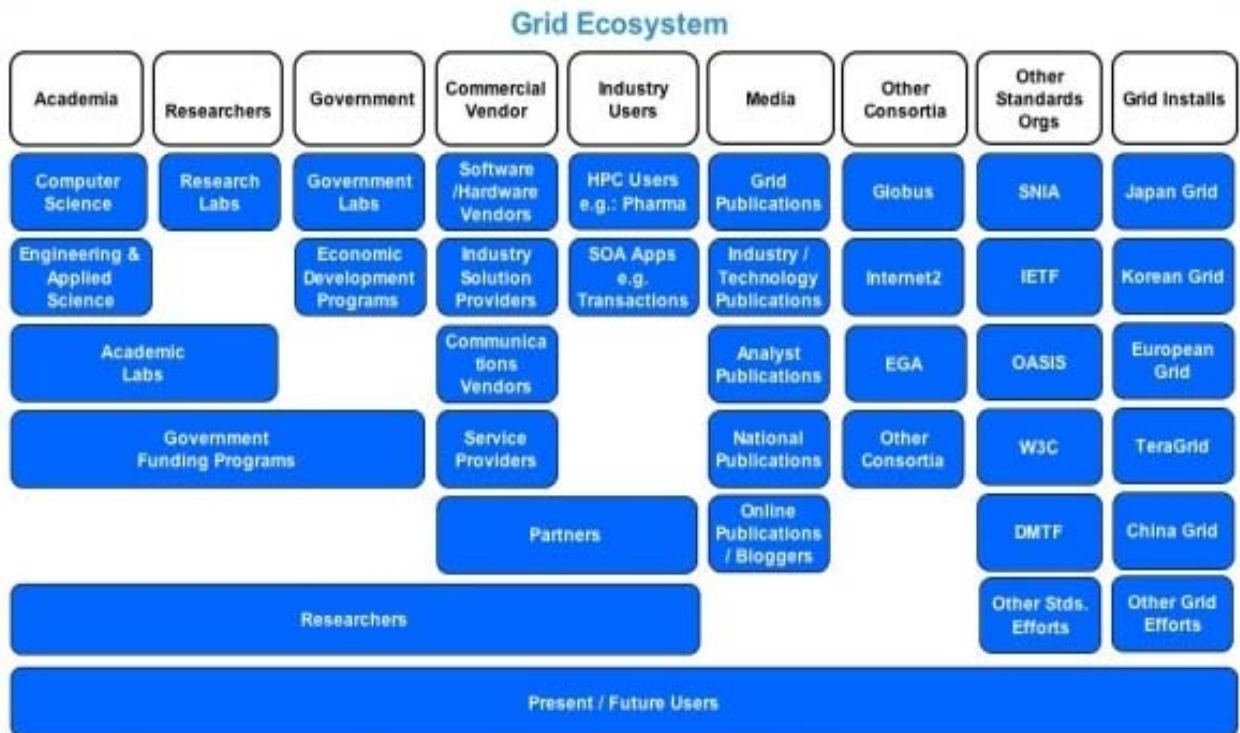 Grid Ecosystem
Academia
Researchers
Government
Commercial
Vendor
Industry
Users
Media
Other
Consortia
Other
Standards
Orgs
Grid Installs
Computer
Science
Research
Labs
Government
Labs
Software
/Hardware
Vendors
HPC Users
e.g.: Pharma
Grid
Publications
Globus
SNIA
Japan Grid
Engineering &
Applied
Science
Economic
Development
Programs
Industry
Solution
Providers
SOA Apps
e.g.
Transactions
Industry /
Technology
Publications
Internet2
IETF
Korean Grid
Academic
Labs
Communica
tions
Vendors
Analyst
Publications
EGA
OASIS
European
Grid
Government
Funding Programs
Service
Providers
National
Publications
Other
Consortia
W3C
TeraGrid
Partners
Online
Publications
/ Bloggers
DMTF
China Grid
Researchers
Other Stds.
Efforts
Other Grid
Efforts
Present / Future Users